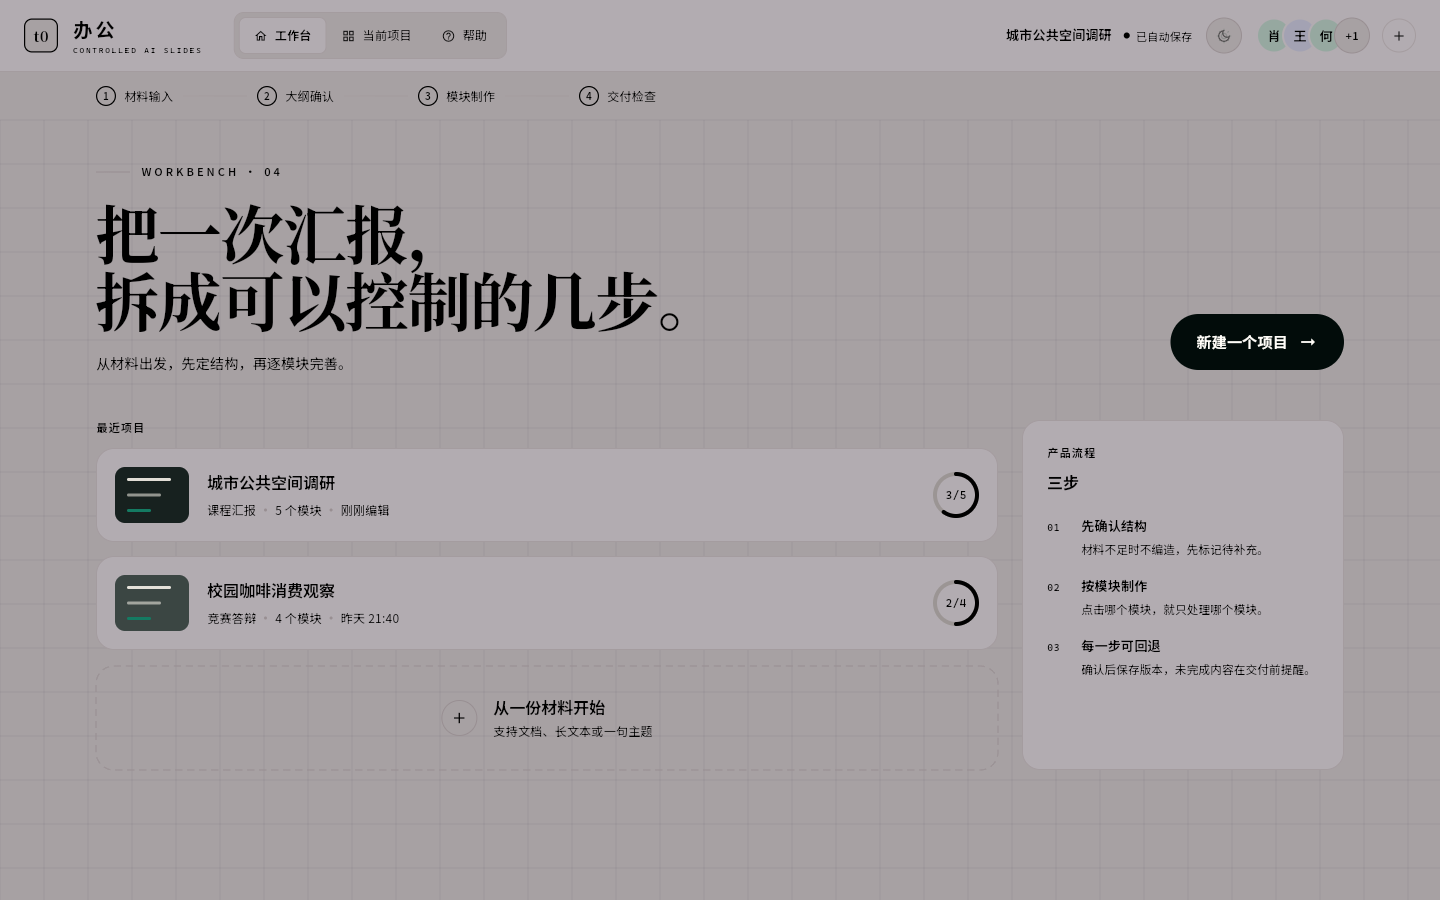 t0
办公
CONTROLLED AI SLIDES
工作台
当前项目
帮助
城市公共空间调研
已自动保存
肖
王
何
+1
1 材料输入
2 大纲确认
3 模块制作
4 交付检查
WORKBENCH · 04
把一次汇报，
拆成可以控制的几步。
从材料出发，先定结构，再逐模块完善。
新建一个项目 →
最近项目
城市公共空间调研
课程汇报 · 5 个模块 · 刚刚编辑
3/5
校园咖啡消费观察
竞赛答辩 · 4 个模块 · 昨天 21:40
2/4
从一份材料开始
支持文档、长文本或一句主题
产品流程
三步
01 先确认结构
材料不足时不编造，先标记待补充。
02 按模块制作
点击哪个模块，就只处理哪个模块。
03 每一步可回退
确认后保存版本，未完成内容在交付前提醒。